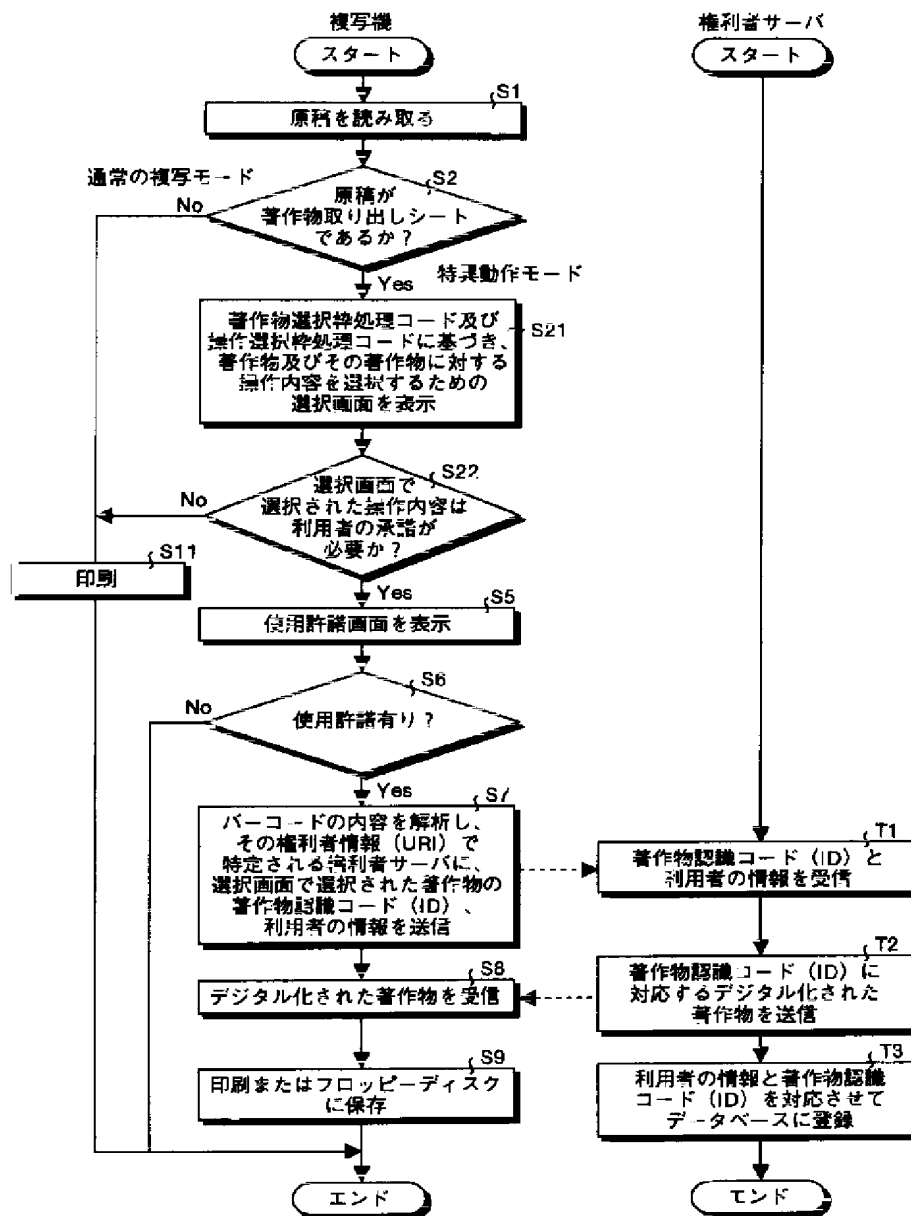 複写機
スタート
S1
原稿を読み取る
通常の複写モード
S2
原稿が
著作物取り出しシート
であるか？
No
Yes
特異動作モード
著作物選択枠処理コード及び
操作選択枠処理コードに基づき、
著作物及びその著作物に対する
操作内容を選択するための
選択画面を表示
S21
S22
選択画面で
選択された操作内容は
利用者の承諾が
必要か？
No
Yes
S11
印刷
S5
使用許諾画面を表示
S6
使用許諾有り？
No
Yes
S7
バーコードの内容を解析し、
その権利者情報（URI）で
特定される権利者サーバに、
選択画面で選択された著作物の
著作物認識コード（ID）、
利用者の情報を送信
S8
デジタル化された著作物を受信
S9
印刷またはフロッピーディスク
に保存
エンド
権利者サーバ
スタート
T1
著作物認識コード（ID）と
利用者の情報を受信
T2
著作物認識コード（ID）に
対応するデジタル化された
著作物を送信
T3
利用者の情報と著作物認識
コード（ID）を対応させて
データベースに登録
エンド